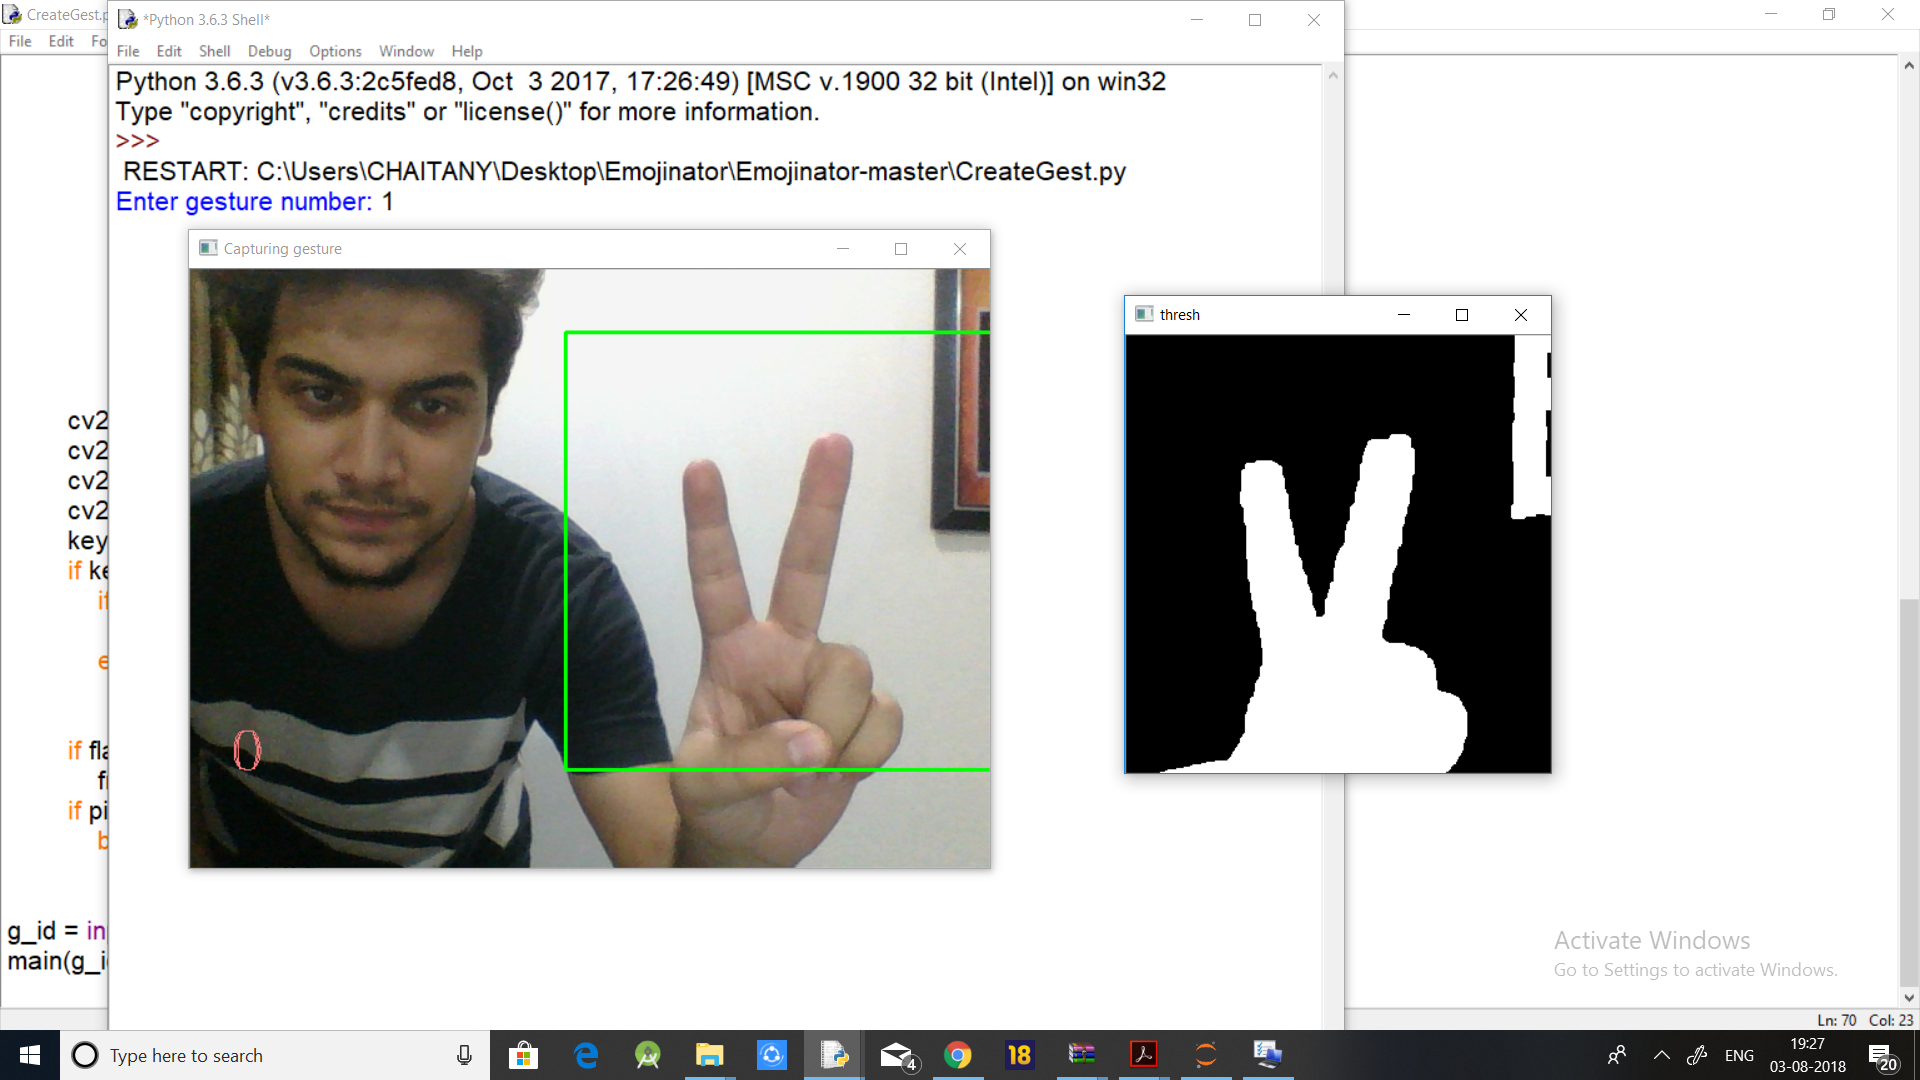 CreateGest.p
File Edit Fo
*Python 3.6.3 Shell*
File Edit Shell Debug Options Window Help
Python 3.6.3 (v3.6.3:2c5fed8, Oct  3 2017, 17:26:49) [MSC v.1900 32 bit (Intel)] on win32
Type "copyright", "credits" or "license()" for more information.
>>>
 RESTART: C:\Users\CHAITANY\Desktop\Emojinator\Emojinator-master\CreateGest.py
Enter gesture number: 1
Capturing gesture
0
thresh
cv2
cv2
cv2
cv2
key
if ke
if
e
if fla
fl
if pi
b
g_id = in
main(g_i
Activate Windows
Go to Settings to activate Windows.
Ln: 70 Col: 23
Type here to search
4
18
ENG
19:27
03-08-2018
20